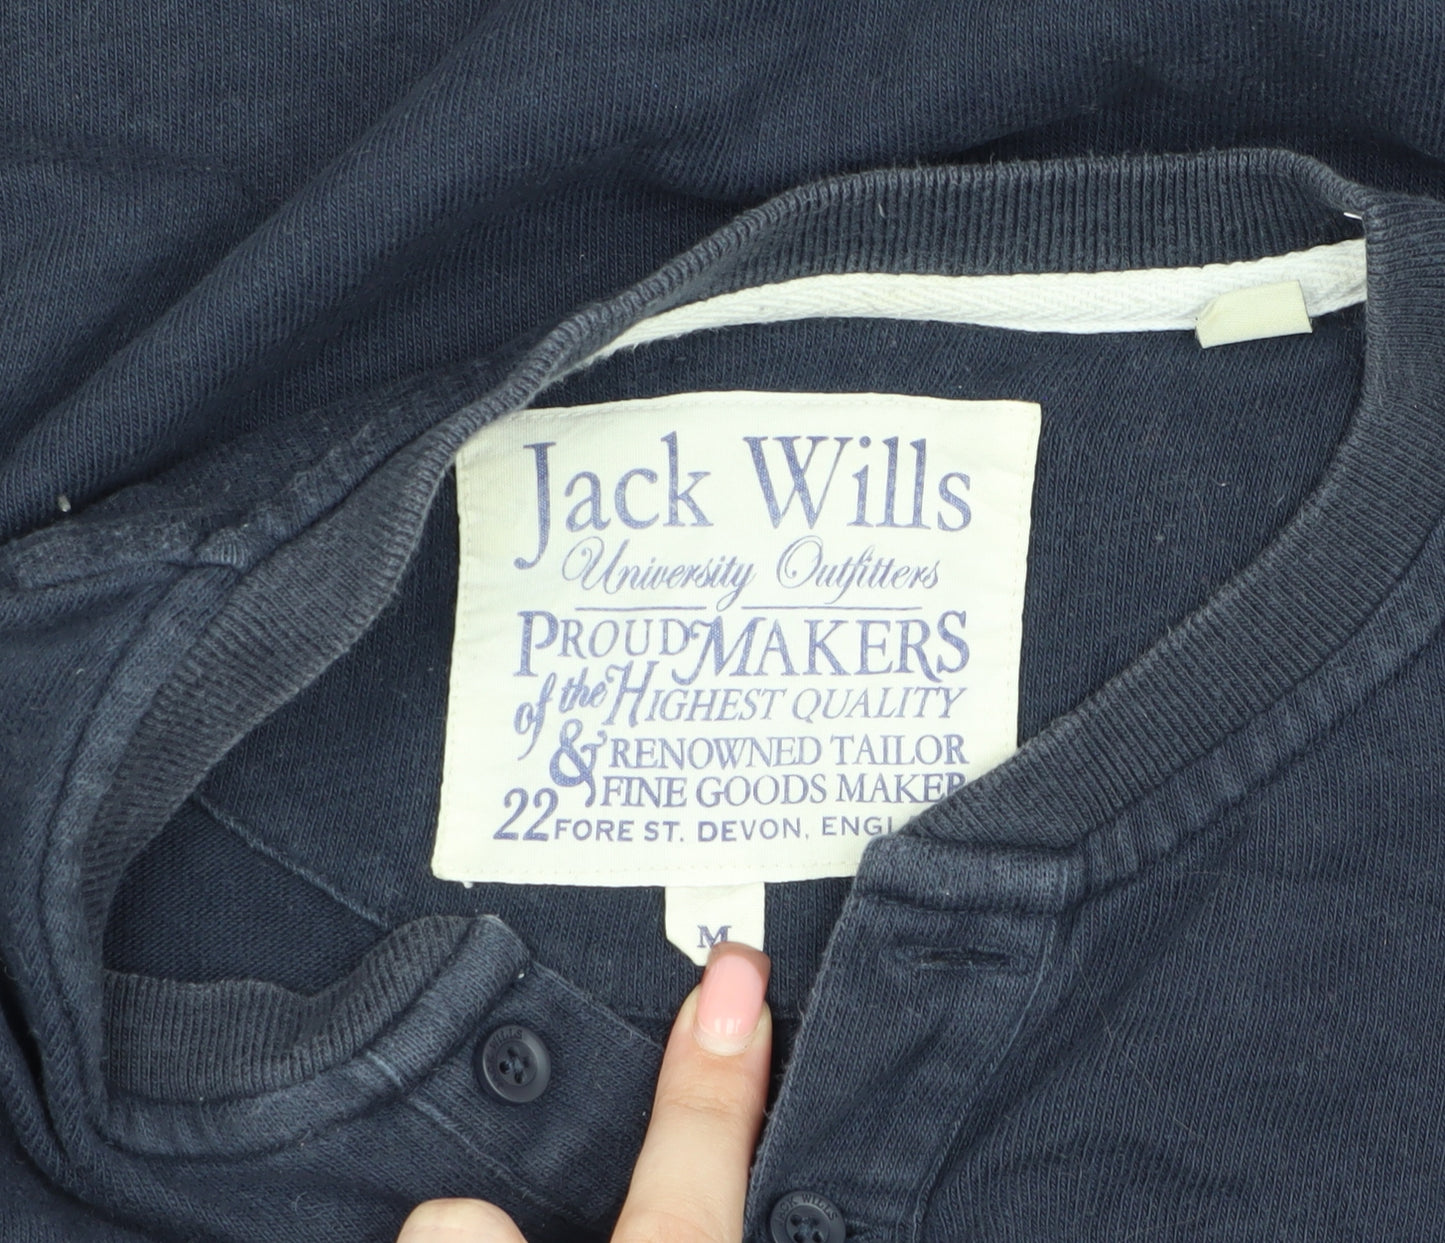 Jack Wills
University Outfitters
PROUD MAKERS
of the HIGHEST QUALITY
& RENOWNED TAILOR
FINE GOODS MAKER
22 FORE ST. DEVON,
M